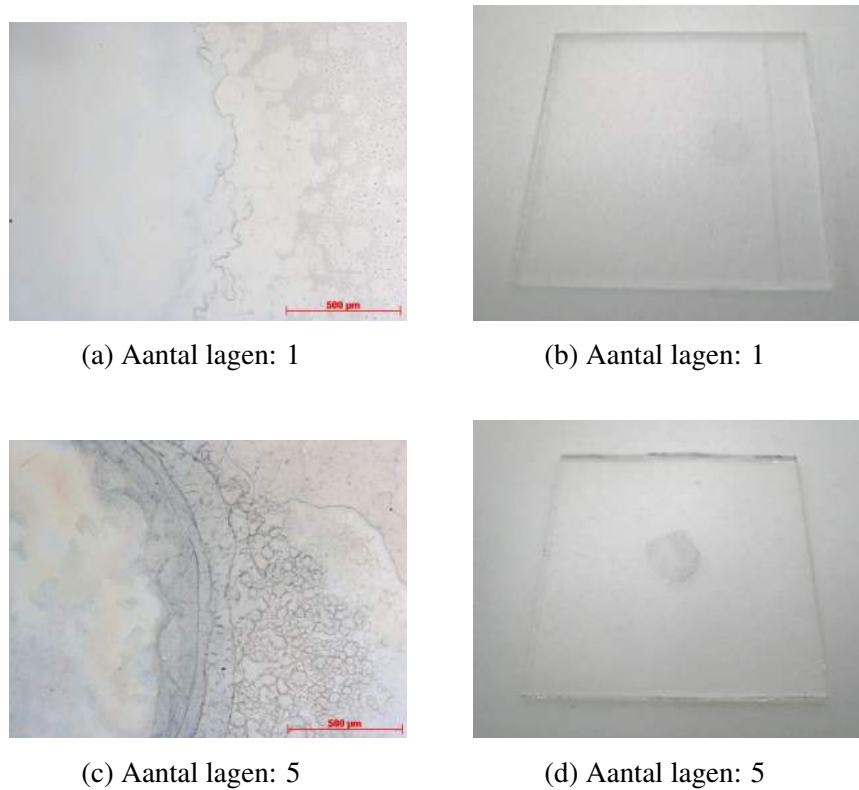 500 µm
(a) Aantal lagen: 1
(b) Aantal lagen: 1
500 µm
(c) Aantal lagen: 5
(d) Aantal lagen: 5